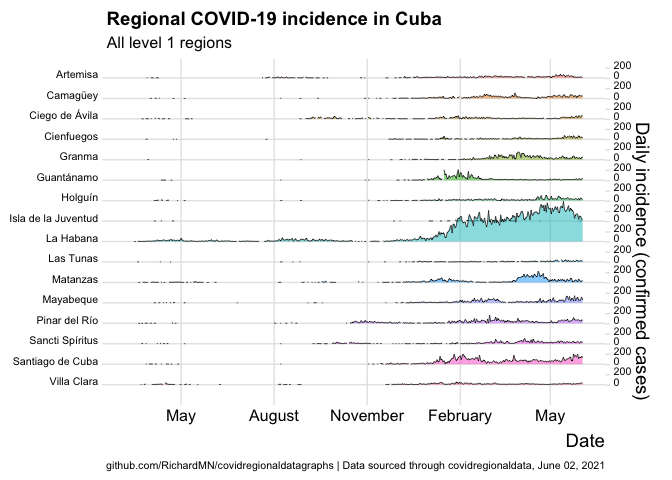 Regional COVID-19 incidence in Cuba
All level 1 regions
Artemisa
Camagüey
Ciego de Ávila
Cienfuegos
Granma
Guantánamo
Holguín
Isla de la Juventud
La Habana
Las Tunas
Matanzas
Mayabeque
Pinar del Río
Sancti Spíritus
Santiago de Cuba
Villa Clara
200
0
200
0
200
0
200
0
200
0
200
0
200
0
200
0
200
0
200
0
200
0
200
0
200
0
200
0
200
0
200
0
Daily incidence (confirmed cases)
May August November February May
Date
github.com/RichardMN/covidregionaldatagraphs | Data sourced through covidregionaldata, June 02, 2021